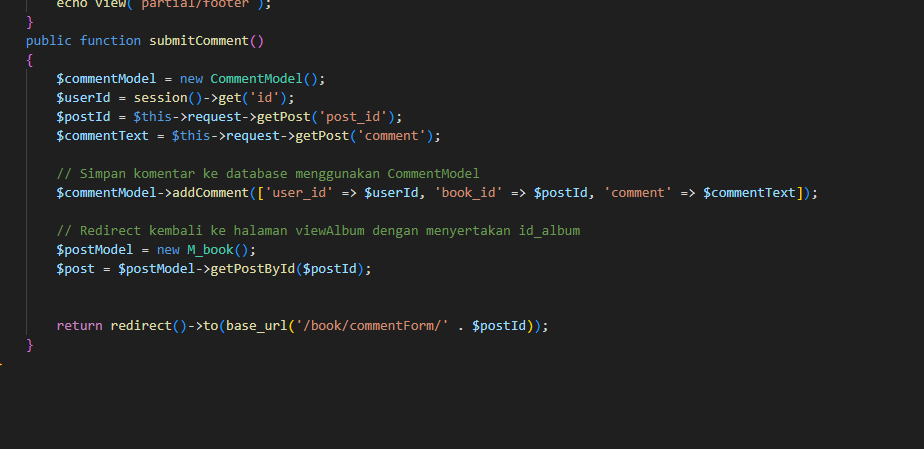 echo view('partial/footer');
}
public function submitComment()
{
$commentModel = new CommentModel();
$userId = session()->get('id');
$postId = $this->request->getPost('post_id');
$commentText = $this->request->getPost('comment');
// Simpan komentar ke database menggunakan CommentModel
$commentModel->addComment(['user_id' => $userId, 'book_id' => $postId, 'comment' => $commentText]);
// Redirect kembali ke halaman viewAlbum dengan menyertakan id_album
$postModel = new M_book();
$post = $postModel->getPostById($postId);
return redirect()->to(base_url('/book/commentForm/' . $postId));
}